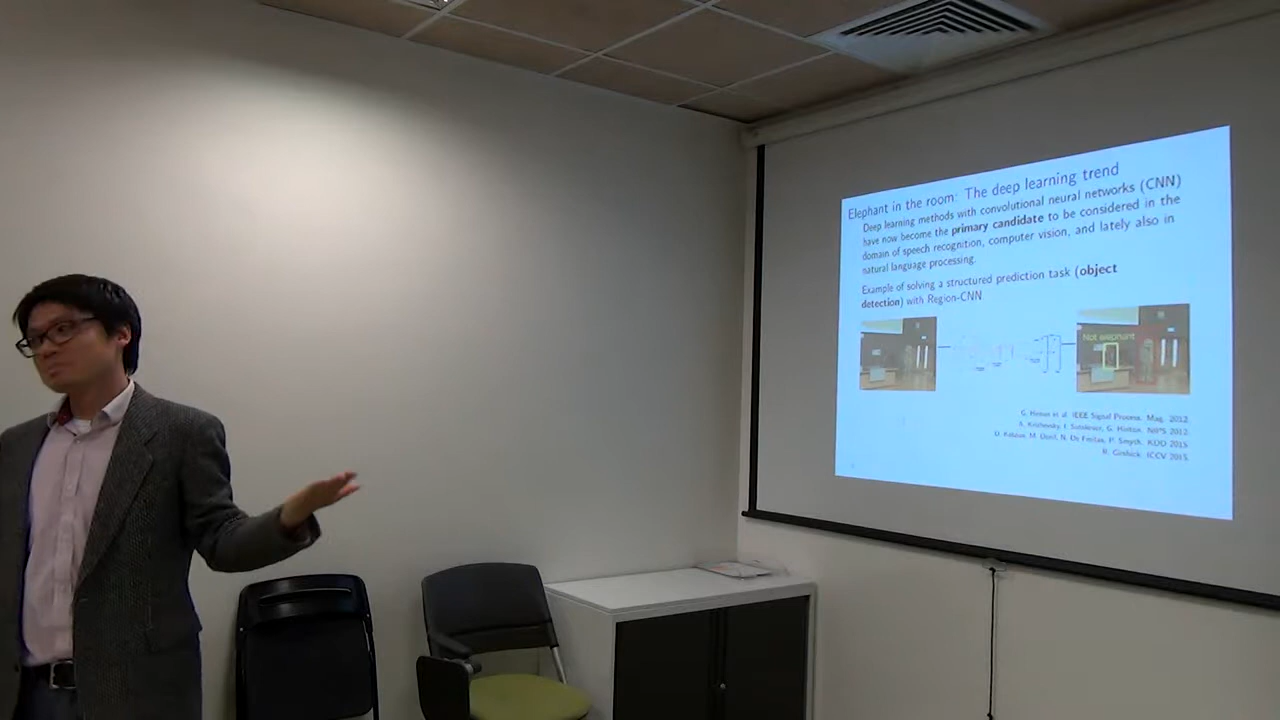 Elephant in the room: The deep learning trend
Deep learning methods with convolutional neural networks (CNN)
have now become the primary candidate to be considered in the
domain of speech recognition, computer vision, and lately also in
natural language processing.
Example of solving a structured prediction task (object
detection) with Region-CNN
Not elephant
G. Hinton et al. IEEE Signal Process. Mag. 2012.
A. Krizhevsky, I. Sutskever, G. Hinton. NIPS 2012.
M. Denil, N. De Freitas, P. Smyth. KDD 2015.
R. Girshick. ICCV 2015.